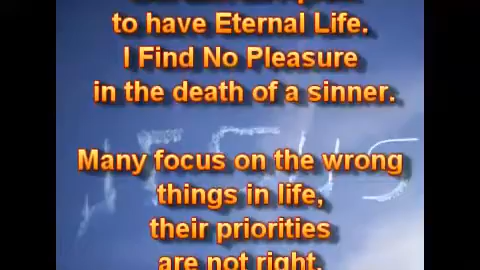 to have Eternal Life.
I Find No Pleasure
in the death of a sinner.
Many focus on the wrong
things in life,
their priorities
are not right.
JESUS